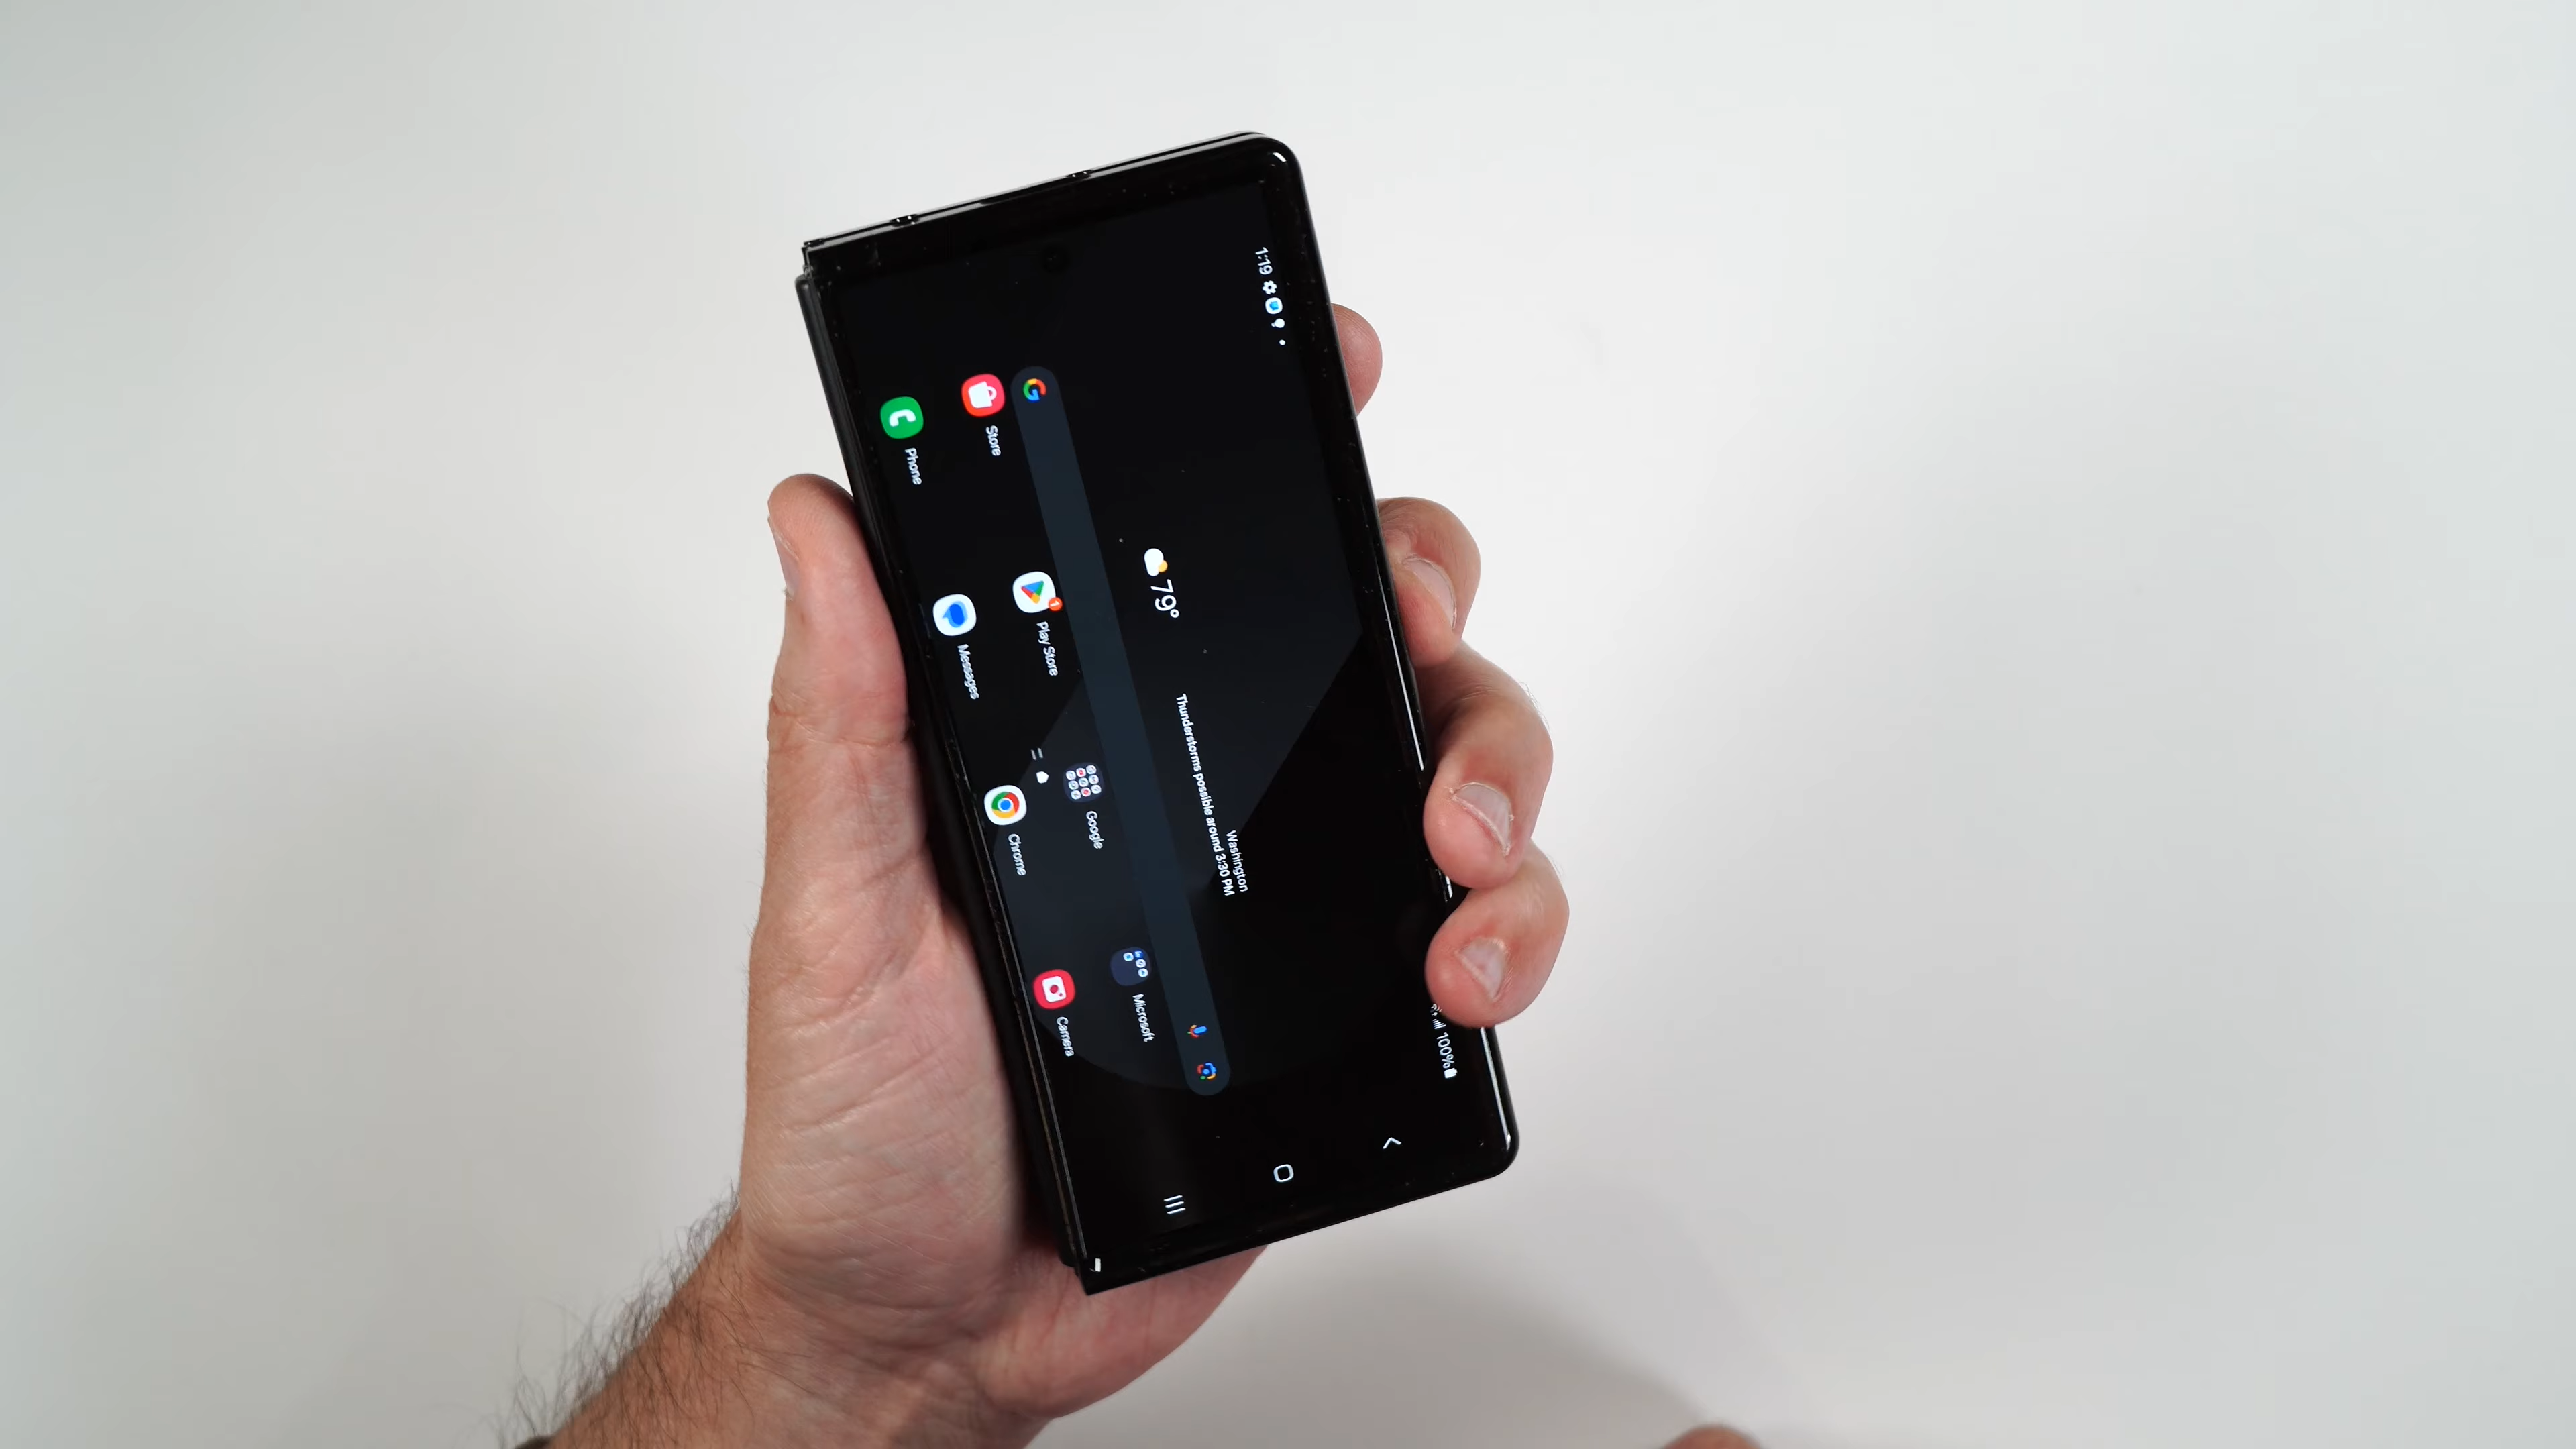 1:19
100%
79°
Washington
Thunderstorms possible around 3:30 PM
G
Store
Play Store
1
Google
Microsoft
Phone
Messages
Chrome
Camera